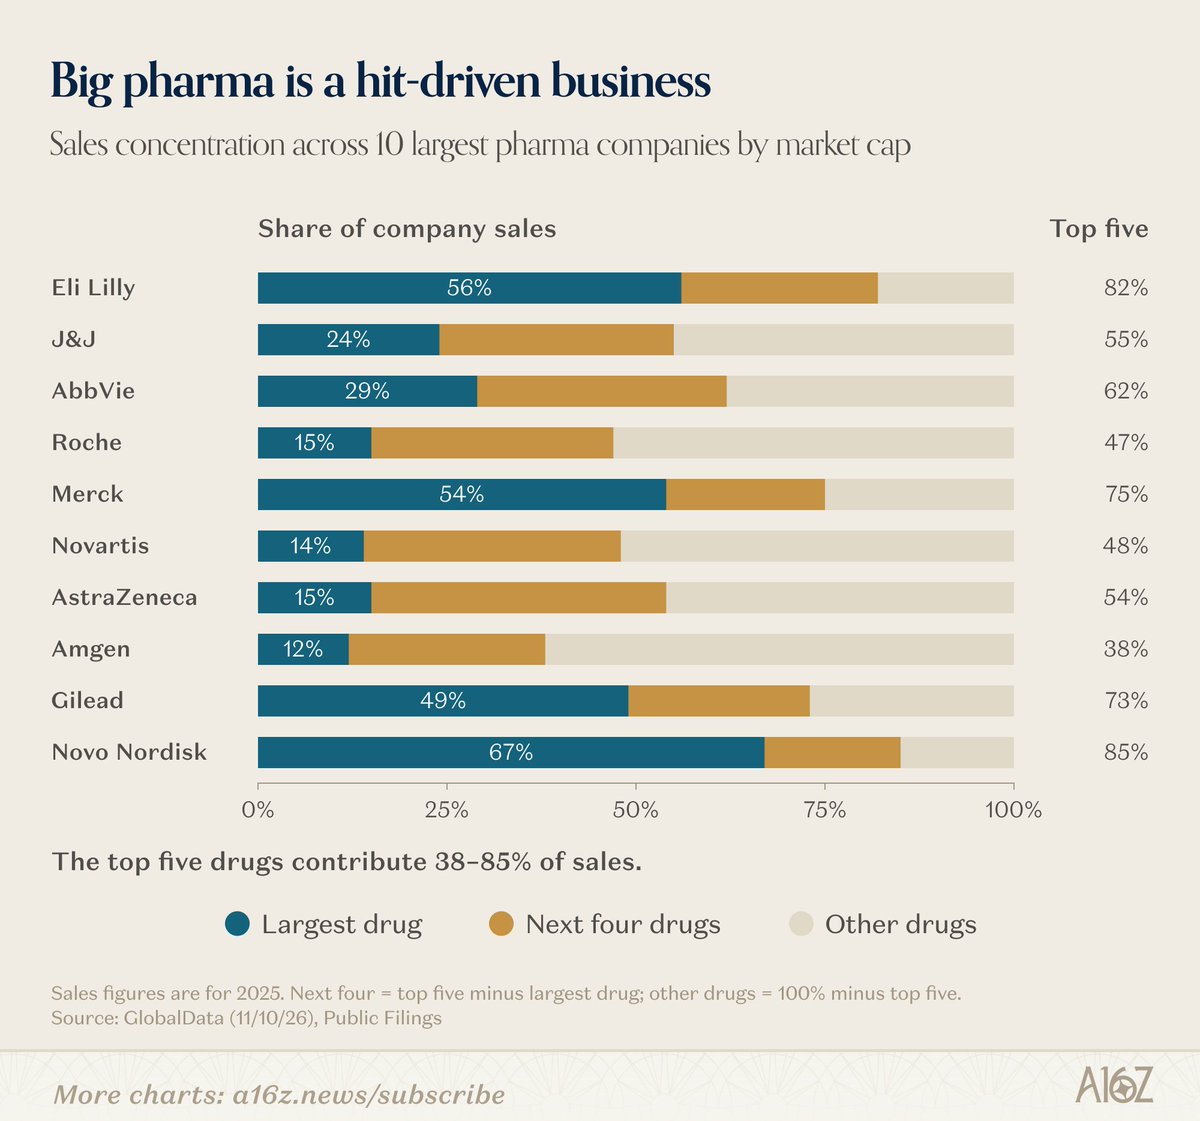 Big pharma is a hit-driven business
Sales concentration across 10 largest pharma companies by market cap
Share of company sales Top five
Eli Lilly 56% 82%
J&J 24% 55%
AbbVie 29% 62%
Roche 15% 47%
Merck 54% 75%
Novartis 14% 48%
AstraZeneca 15% 54%
Amgen 12% 38%
Gilead 49% 73%
Novo Nordisk 67% 85%
0% 25% 50% 75% 100%
The top five drugs contribute 38–85% of sales.
Largest drug Next four drugs Other drugs
Sales figures are for 2025. Next four = top five minus largest drug; other drugs = 100% minus top five.
Source: GlobalData (11/10/26), Public Filings
More charts: a16z.news/subscribe A16Z